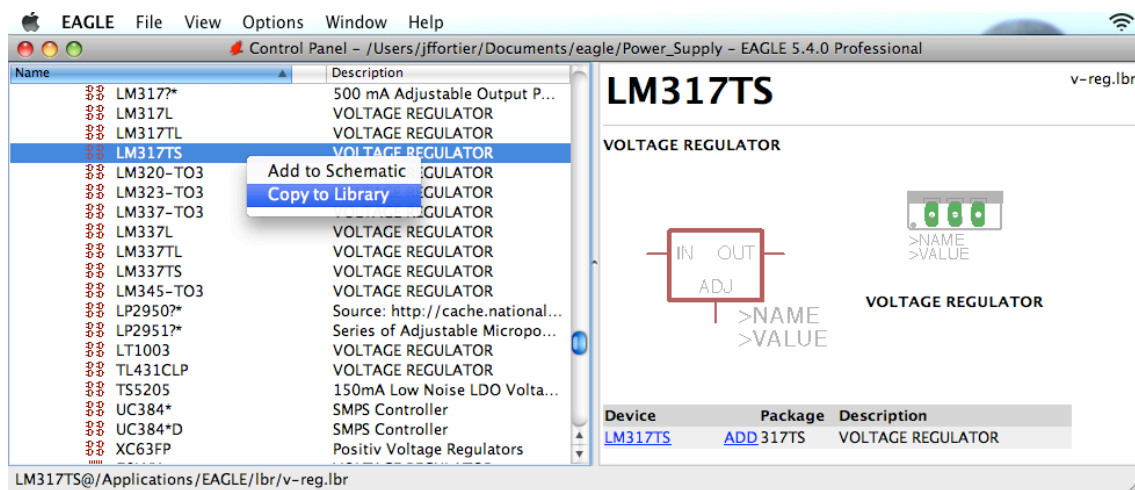 EAGLE File View Options Window Help
Control Panel – /Users/jffortier/Documents/eagle/Power_Supply – EAGLE 5.4.0 Professional
Name Description
LM317?* 500 mA Adjustable Output P...
LM317L VOLTAGE REGULATOR
LM317TL VOLTAGE REGULATOR
LM317TS VOLTAGE REGULATOR
LM320-TO3 EGULATOR
LM323-TO3
LM337-TO3 VOLTAGE REGULATOR
LM337L VOLTAGE REGULATOR
LM337TL VOLTAGE REGULATOR
LM337TS VOLTAGE REGULATOR
LM345-TO3 VOLTAGE REGULATOR
LP2950?* Source: http://cache.national...
LP2951?* Series of Adjustable Micropo...
LT1003 VOLTAGE REGULATOR
TL431CLP VOLTAGE REGULATOR
TS5205 150mA Low Noise LDO Volta...
UC384* SMPS Controller
UC384*D SMPS Controller
XC63FP Positiv Voltage Regulators
Add to Schematic
Copy to Library
LM317TS
v-reg.lbr
VOLTAGE REGULATOR
IN OUT
ADJ
>NAME
>VALUE
>NAME
>VALUE
VOLTAGE REGULATOR
Device Package Description
LM317TS ADD 317TS VOLTAGE REGULATOR
LM317TS@/Applications/EAGLE/lbr/v-reg.lbr